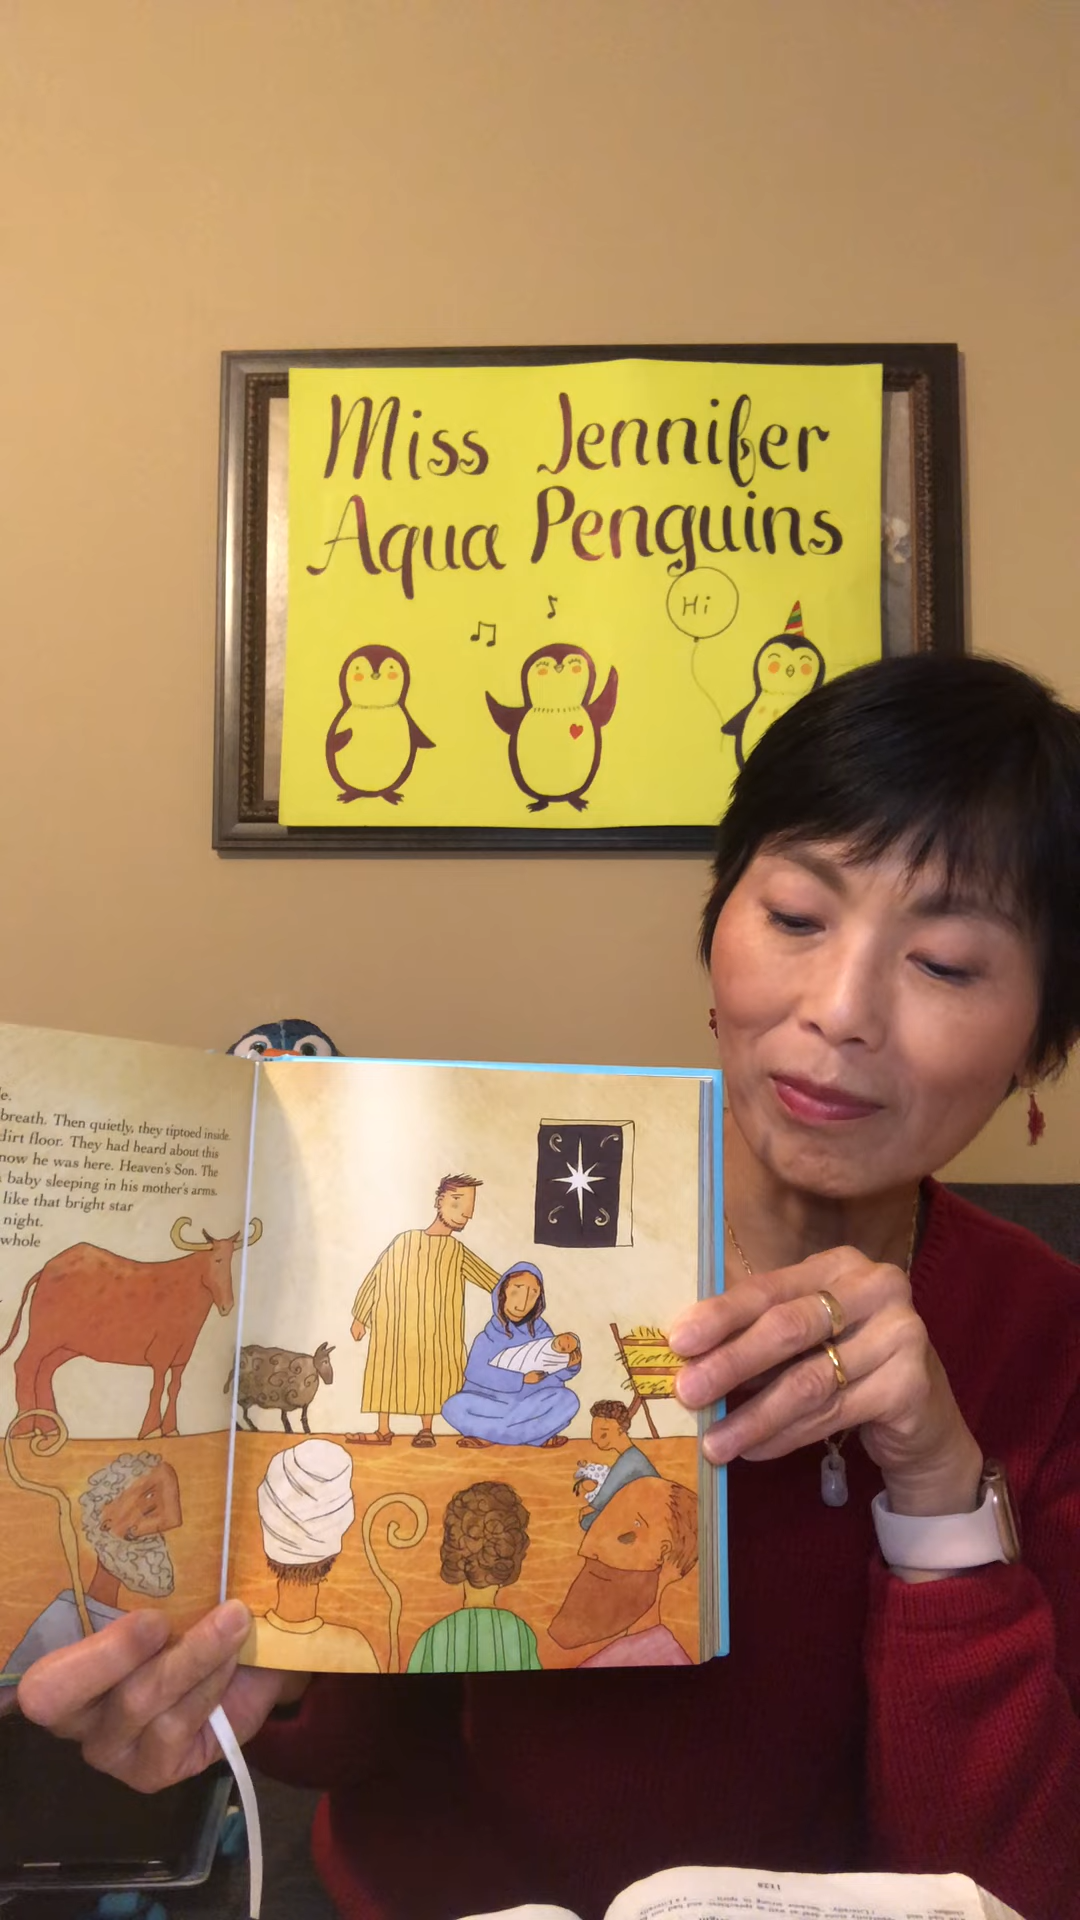 Miss Jennifer
Aqua Penguins
Hi
e.
breath. Then quietly, they tiptoed inside.
dirt floor. They had heard about this
now he was here. Heaven's Son. The
baby sleeping in his mother's arms.
like that bright star
night.
whole
1128